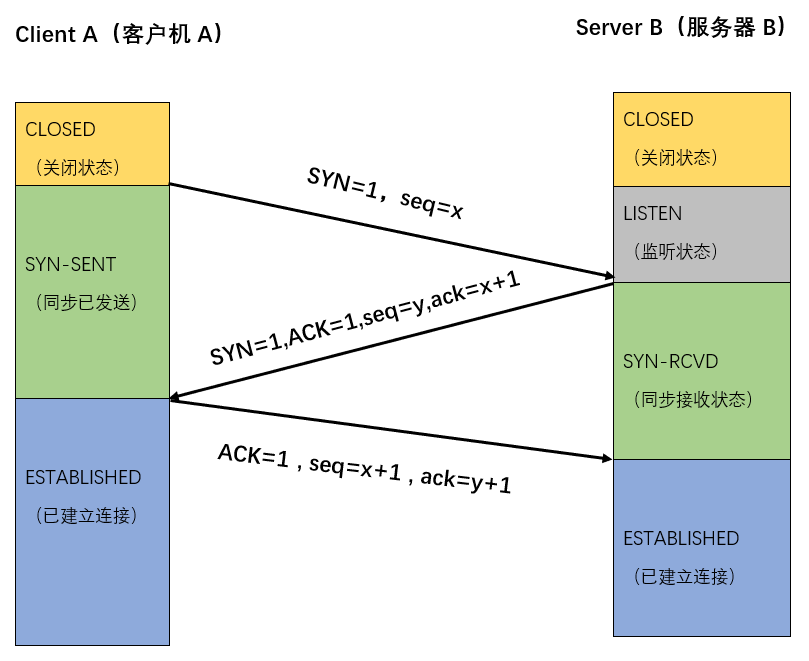 Client A（客户机 A）
Server B（服务器 B）
CLOSED
（关闭状态）
SYN-SENT
（同步已发送）
ESTABLISHED
（已建立连接）
SYN=1，seq=x
SYN=1,ACK=1,seq=y,ack=x+1
ACK=1 , seq=x+1 , ack=y+1
CLOSED
（关闭状态）
LISTEN
（监听状态）
SYN-RCVD
（同步接收状态）
ESTABLISHED
（已建立连接）